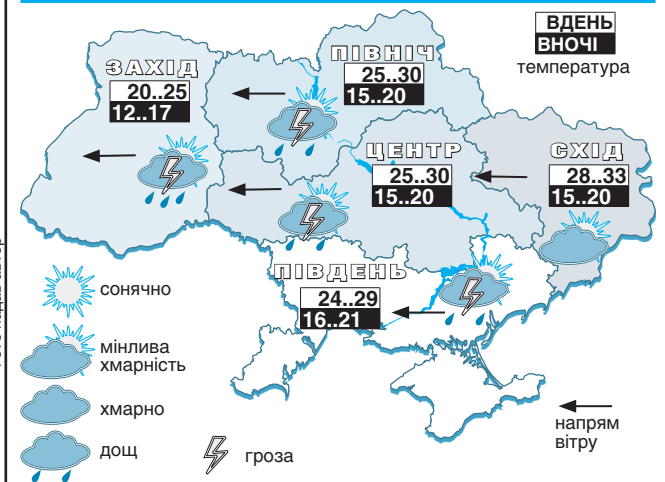 ВДЕНЬ
ВНОЧІ
температура
ПІВНІЧ
25..30
15..20
ЗАХІД
20..25
12..17
ЦЕНТР
25..30
15..20
СХІД
28..33
15..20
ПІВДЕНЬ
24..29
16..21
сонячно
мінлива
хмарність
хмарно
дощ
гроза
напрям
вітру